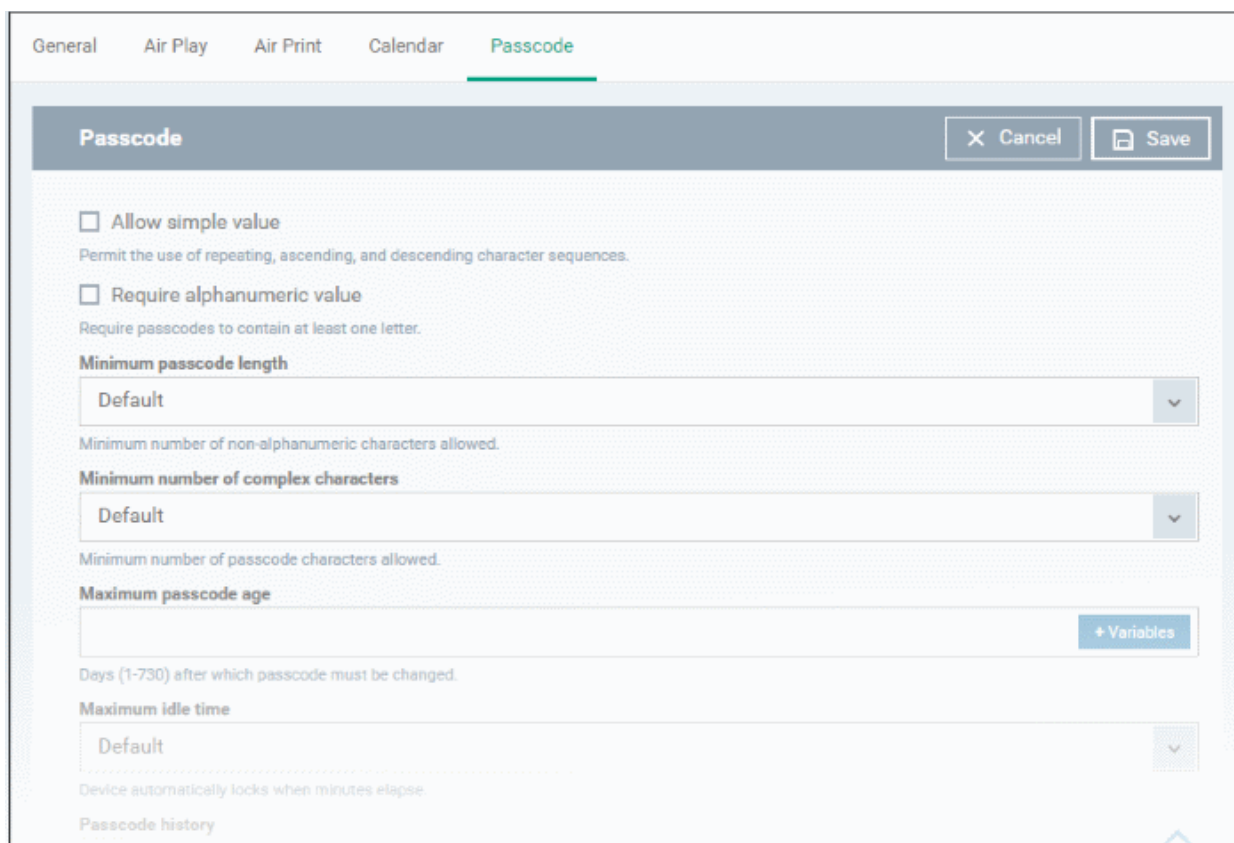 General Air Play Air Print Calendar Passcode
Passcode Cancel Save
Allow simple value
Permit the use of repeating, ascending, and descending character sequences.
Require alphanumeric value
Require passcodes to contain at least one letter.
Minimum passcode length
Default
Minimum number of non-alphanumeric characters allowed.
Minimum number of complex characters
Default
Minimum number of passcode characters allowed.
Maximum passcode age
+ Variables
Days (1-730) after which passcode must be changed.
Maximum idle time
Default
Device automatically locks when minutes elapse.
Passcode history